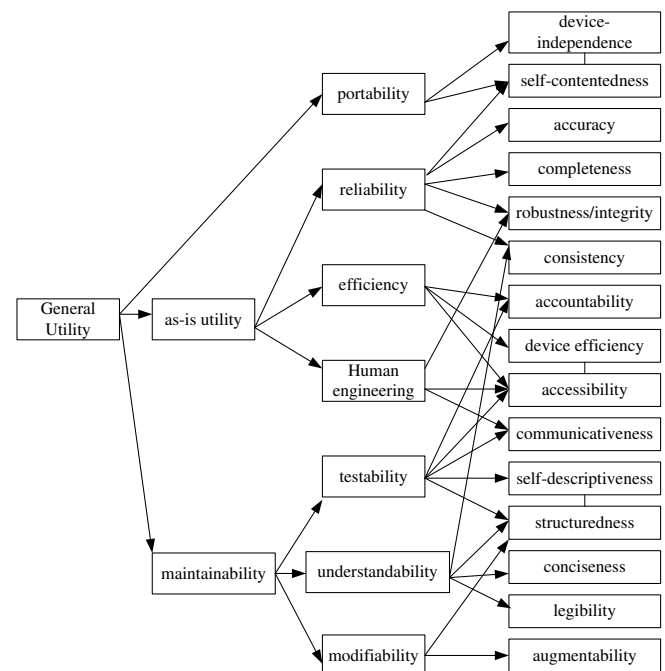 General
Utility
as-is utility
maintainability
portability
reliability
efficiency
Human
engineering
testability
understandability
modifiability
device-
independence
self-contentedness
accuracy
completeness
robustness/integrity
consistency
accountability
device efficiency
accessibility
communicativeness
self-descriptiveness
structuredness
conciseness
legibility
augmentability